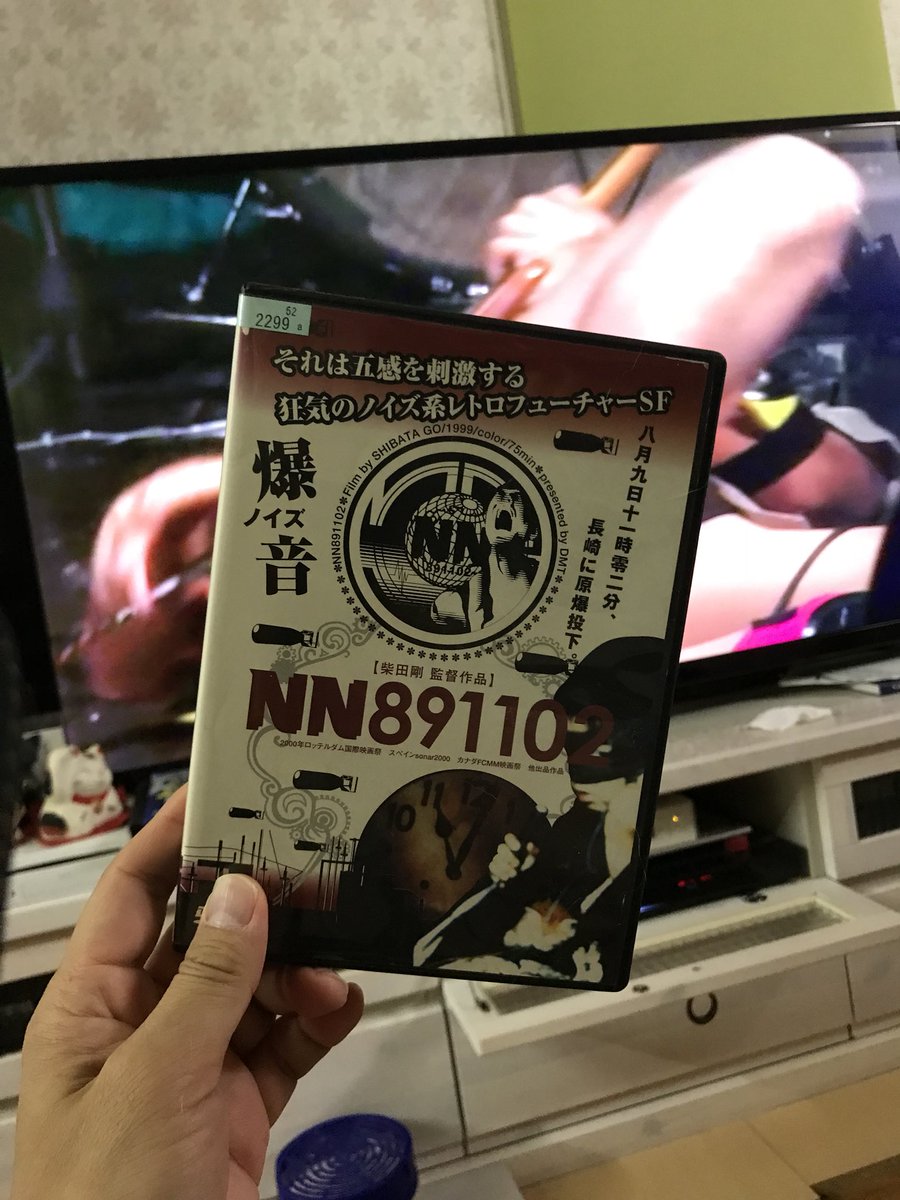 52
2299 a
それは五感を刺激する
狂気のノイズ系レトロフューチャーSF
八月九日十一時零二分、
長崎に原爆投下。
爆音
ノイズ
*NN891102*Film by SHIBATA GO/1999/color/75min*presented by DMT*
NN
891102
【柴田剛 監督作品】
NN891102
2000年ロッテルダム国際映画祭 スペインsonar2000 カナダFCMM映画祭 他出品作品
10 11 1